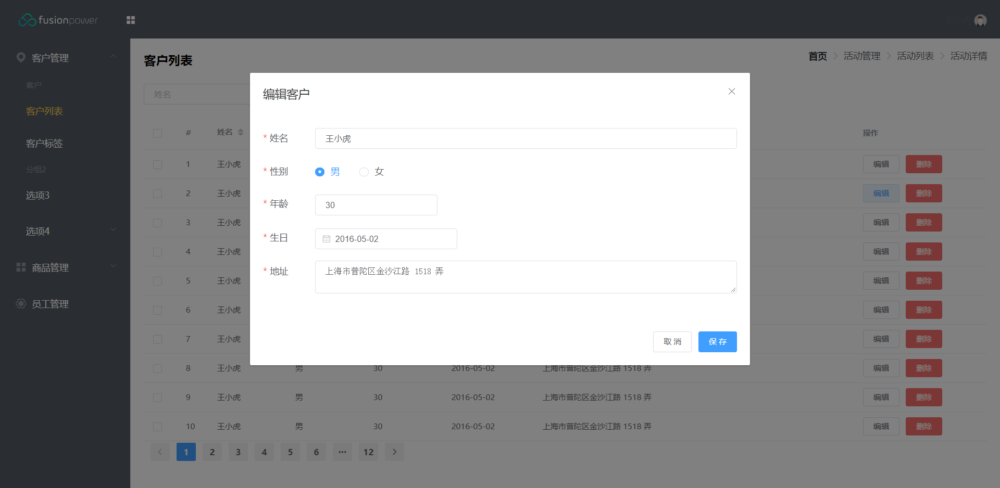 fusionpower
客户管理
客户
客户列表
客户标签
分组2
选项3
选项4
商品管理
员工管理
客户列表
首页 活动管理 活动列表 活动详情
姓名
# 姓名 操作
1 王小虎 编辑 删除
2 王小虎 编辑 删除
3 王小虎 编辑 删除
4 王小虎 编辑 删除
5 王小虎 编辑 删除
6 王小虎 编辑 删除
7 王小虎 编辑 删除
8 王小虎 男 30 2016-05-02 上海市普陀区金沙江路 1518 弄 编辑 删除
9 王小虎 男 30 2016-05-02 上海市普陀区金沙江路 1518 弄 编辑 删除
10 王小虎 男 30 2016-05-02 上海市普陀区金沙江路 1518 弄 编辑 删除
1 2 3 4 5 6 ··· 12
编辑客户
* 姓名 王小虎
* 性别 男 女
* 年龄 30
* 生日 2016-05-02
* 地址 上海市普陀区金沙江路 1518 弄
取 消 保 存